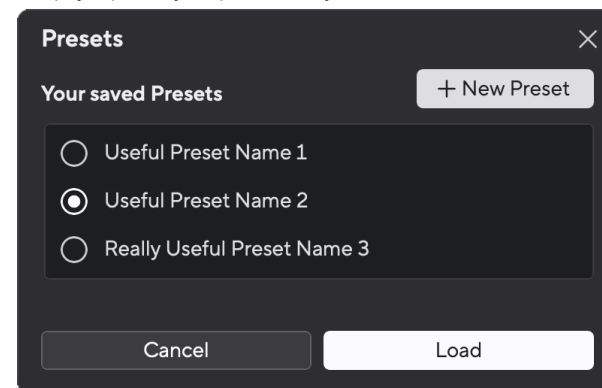 Presets
Your saved Presets
+ New Preset
Useful Preset Name 1
Useful Preset Name 2
Really Useful Preset Name 3
Cancel
Load